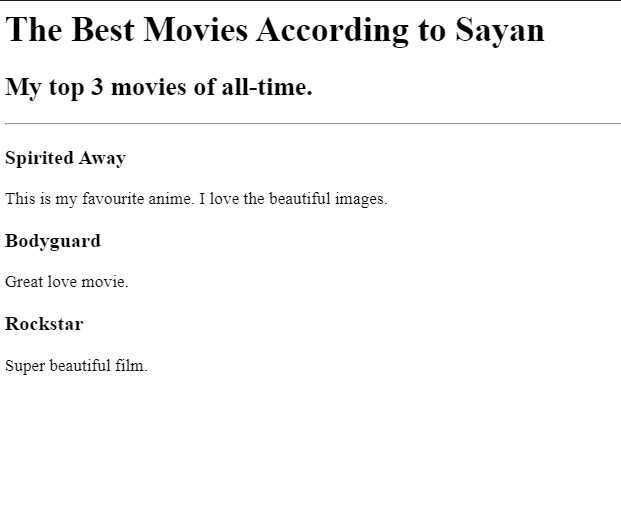 The Best Movies According to Sayan
My top 3 movies of all-time.
Spirited Away
This is my favourite anime. I love the beautiful images.
Bodyguard
Great love movie.
Rockstar
Super beautiful film.